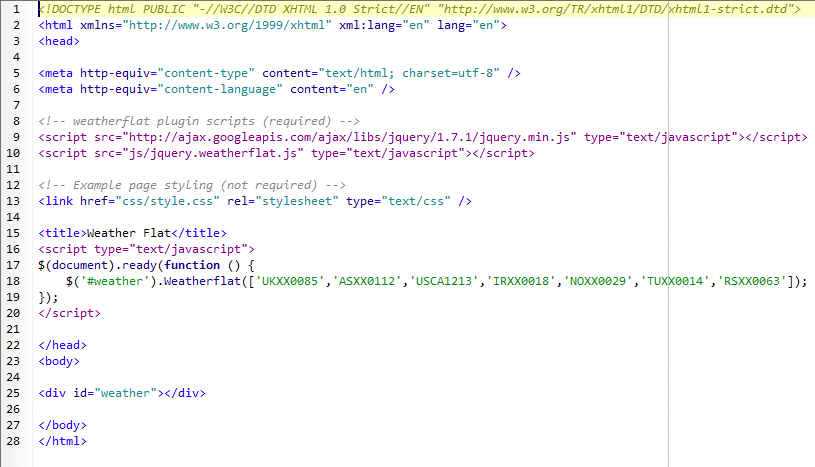 1 <!DOCTYPE html PUBLIC "-//W3C//DTD XHTML 1.0 Strict//EN" "http://www.w3.org/TR/xhtml1/DTD/xhtml1-strict.dtd">
2 <html xmlns="http://www.w3.org/1999/xhtml" xml:lang="en" lang="en">
3 <head>
4
5 <meta http-equiv="content-type" content="text/html; charset=utf-8" />
6 <meta http-equiv="content-language" content="en" />
7
8 <!-- weatherflat plugin scripts (required) -->
9 <script src="http://ajax.googleapis.com/ajax/libs/jquery/1.7.1/jquery.min.js" type="text/javascript"></script>
10 <script src="js/jquery.weatherflat.js" type="text/javascript"></script>
11
12 <!-- Example page styling (not required) -->
13 <link href="css/style.css" rel="stylesheet" type="text/css" />
14
15 <title>Weather Flat</title>
16 <script type="text/javascript">
17 $(document).ready(function () {
18 $('#weather').Weatherflat(['UKXX0085','ASXX0112','USCA1213','IRXX0018','NOXX0029','TUXX0014','RSXX0063']);
19 });
20 </script>
21
22 </head>
23 <body>
24
25 <div id="weather"></div>
26
27 </body>
28 </html>